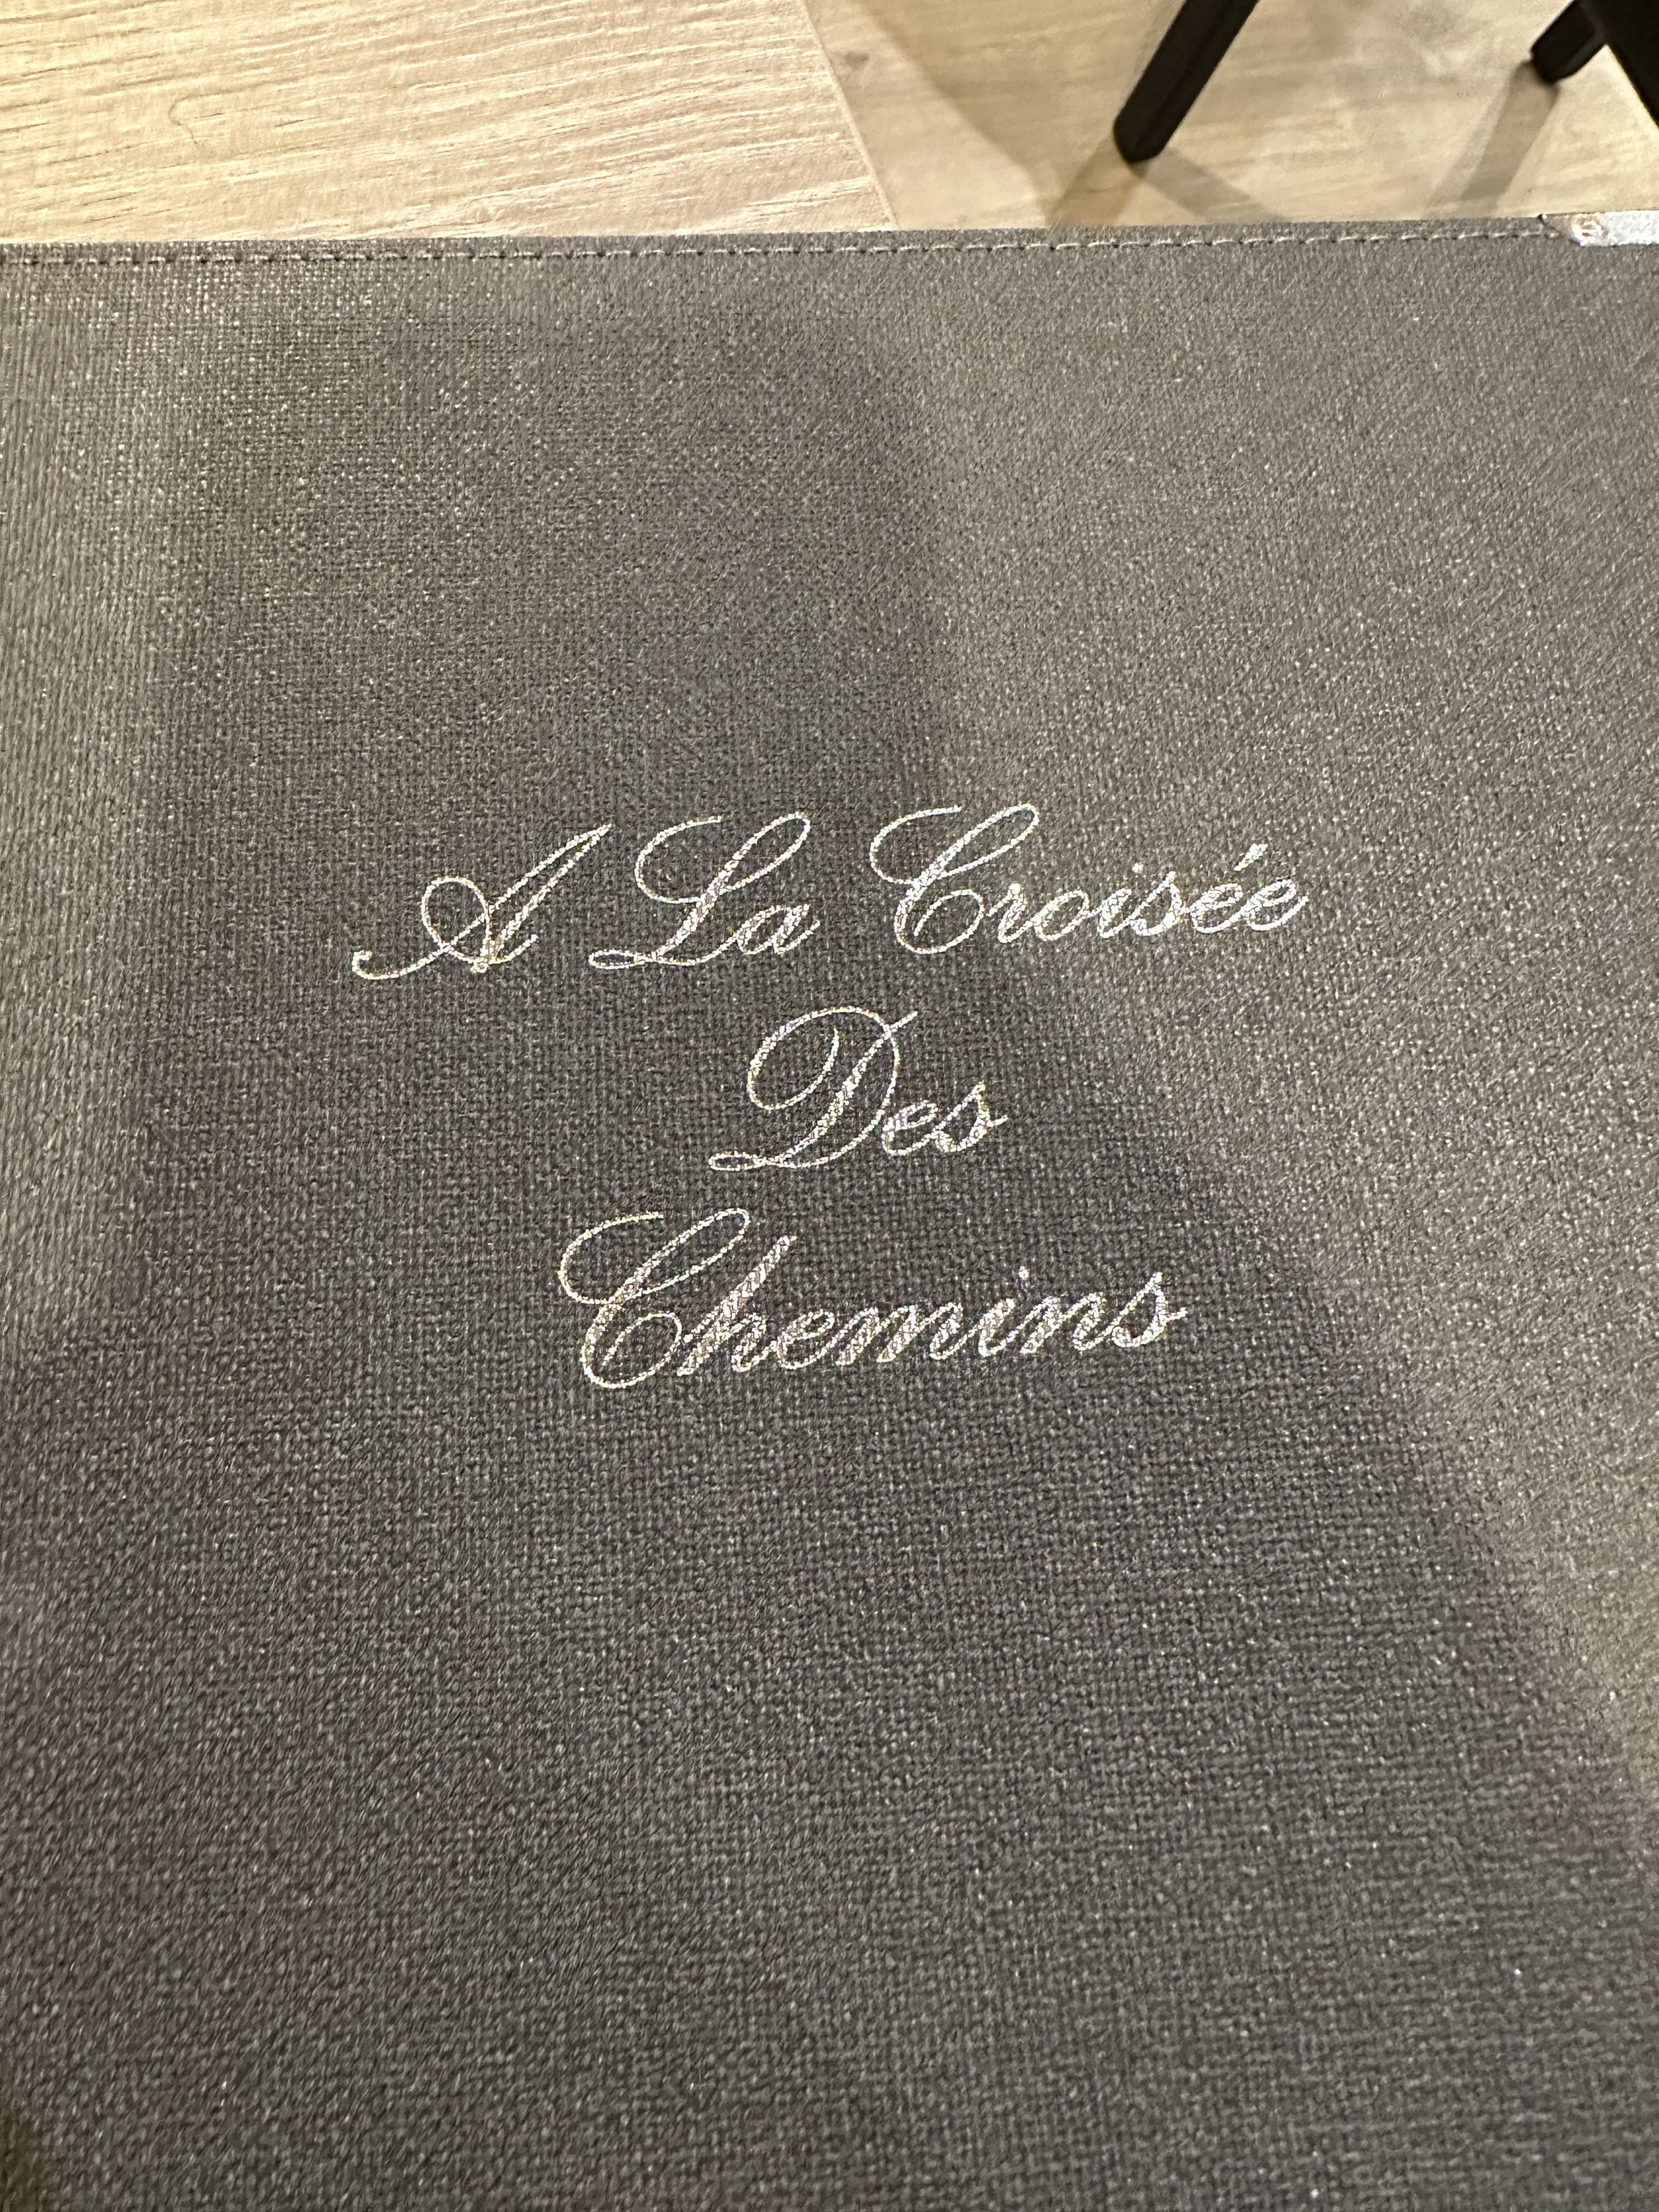 A La Croisée
Des
Chemins